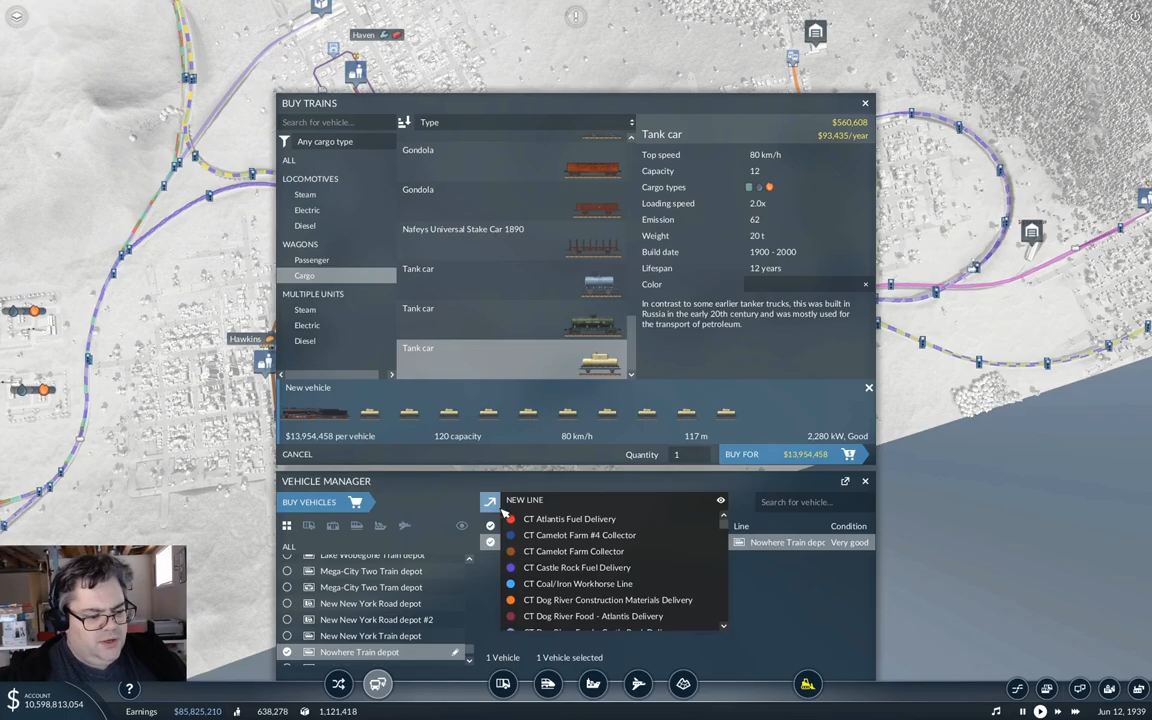 Haven
BUY TRAINS
Search for vehicle...
Type
Any cargo type
ALL
LOCOMOTIVES
Steam
Electric
Diesel
WAGONS
Passenger
Cargo
MULTIPLE UNITS
Steam
Electric
Diesel
Gondola
Gondola
Nafeys Universal Stake Car 1890
Tank car
Tank car
Tank car
$560,608
Tank car
$93,435/year
Top speed 80 km/h
Capacity 12
Cargo types
Loading speed 2.0x
Emission 62
Weight 20 t
Build date 1900 - 2000
Lifespan 12 years
Color
In contrast to some earlier tanker trucks, this was built in
Russia in the early 20th century and was mostly used for
the transport of petroleum.
Hawkins
New vehicle
$13,954,458 per vehicle 120 capacity 80 km/h 117 m 2,280 kW, Good
CANCEL Quantity 1 BUY FOR $13,954,458
VEHICLE MANAGER
BUY VEHICLES
Search for vehicle...
ALL
Lake Wobegone Train depot
Mega-City Two Train depot
Mega-City Two Tram depot
New New York Road depot
New New York Road depot #2
New New York Train depot
Nowhere Train depot
NEW LINE
CT Atlantis Fuel Delivery
CT Camelot Farm #4 Collector
CT Camelot Farm Collector
CT Castle Rock Fuel Delivery
CT Coal/Iron Workhorse Line
CT Dog River Construction Materials Delivery
CT Dog River Food - Atlantis Delivery
Line Condition
Nowhere Train depo Very good
1 Vehicle 1 Vehicle selected
ACCOUNT
10,598,813,054
Earnings $85,825,210 638,278 1,121,418
Jun 12, 1939